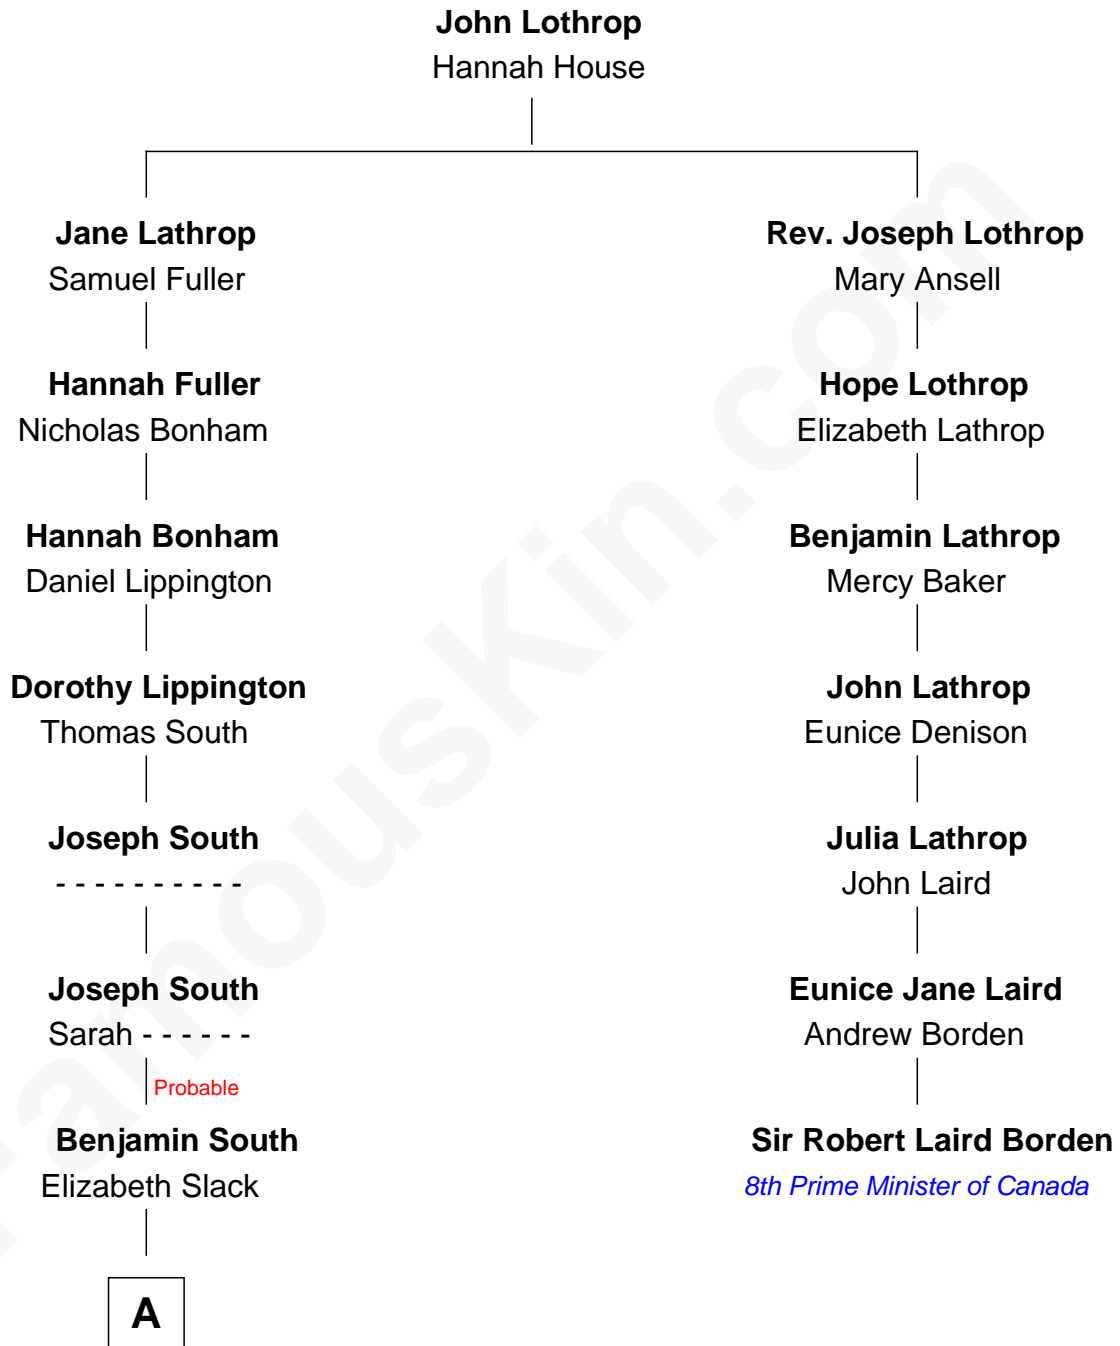 John Lothrop
Hannah House
Jane Lathrop
Samuel Fuller
Rev. Joseph Lothrop
Mary Ansell
Hannah Fuller
Nicholas Bonham
Hope Lothrop
Elizabeth Lathrop
Hannah Bonham
Daniel Lippington
Benjamin Lathrop
Mercy Baker
Dorothy Lippington
Thomas South
John Lathrop
Eunice Denison
Joseph South
- - - - - - - - - -
Julia Lathrop
John Laird
Joseph South
Sarah - - - - - -
Probable
Eunice Jane Laird
Andrew Borden
Benjamin South
Elizabeth Slack
Sir Robert Laird Borden
8th Prime Minister of Canada
A
FamousKin.com